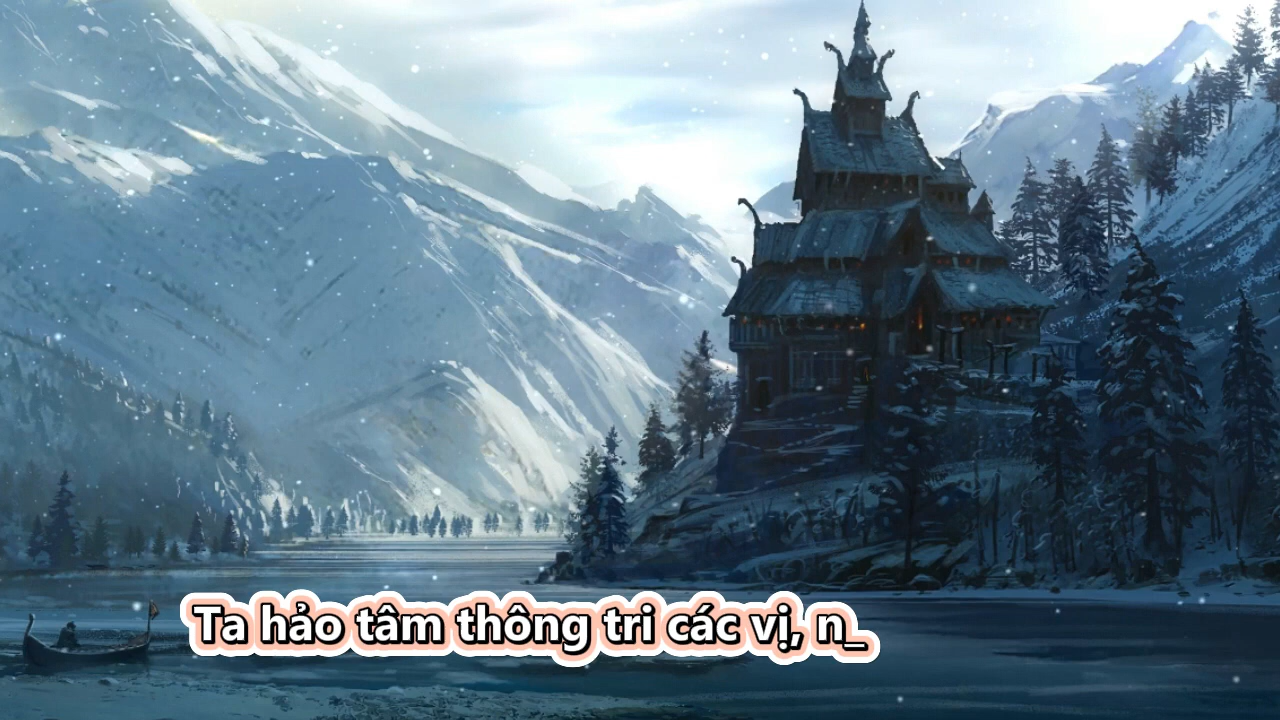 Ta hảo tâm thông tri các vị, n_